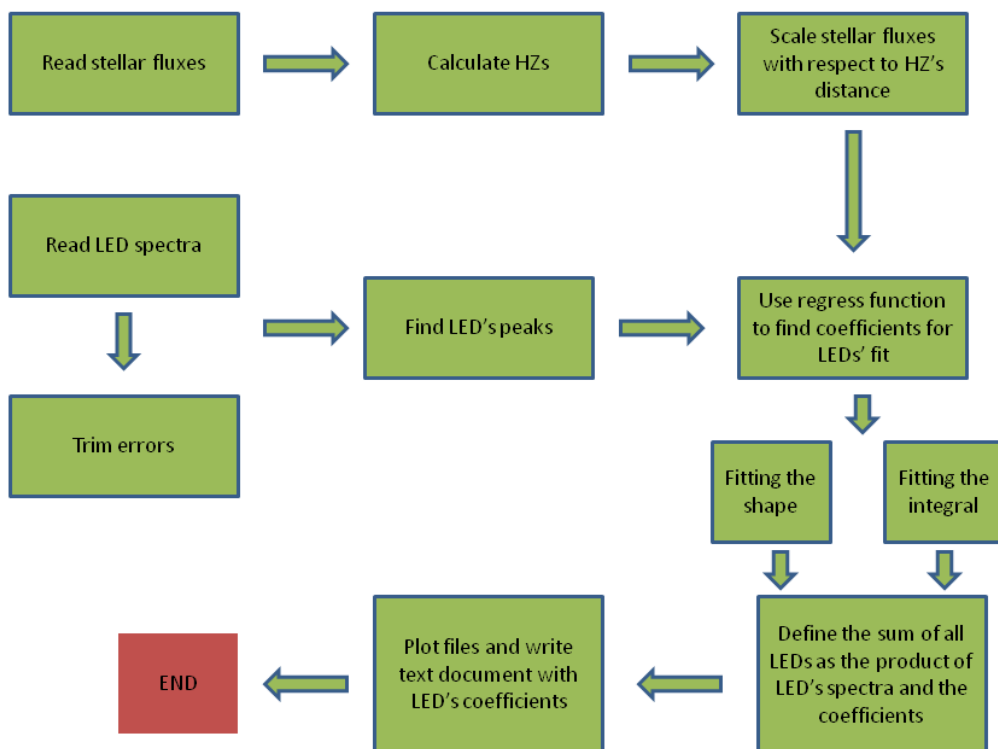 Read stellar fluxes
Calculate HZs
Scale stellar fluxes
with respect to HZ's
distance
Read LED spectra
Find LED's peaks
Use regress function
to find coefficients for
LEDs' fit
Trim errors
Fitting the
shape
Fitting the
integral
Define the sum of all
LEDs as the product of
LED's spectra and the
coefficients
Plot files and write
text document with
LED's coefficients
END